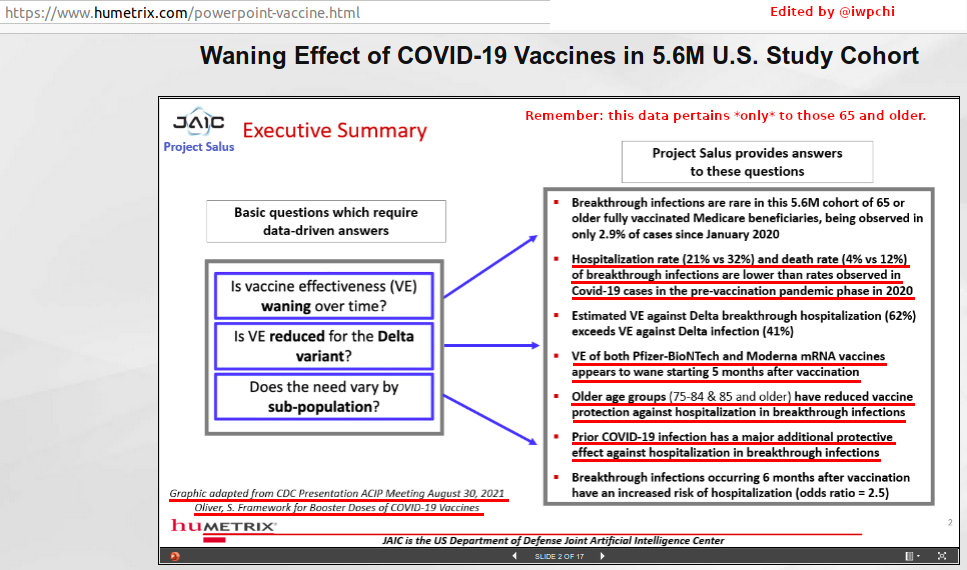 https://www.humetrix.com/powerpoint-vaccine.html
Edited by @iwpchi
Waning Effect of COVID-19 Vaccines in 5.6M U.S. Study Cohort
JAIC
Project Salus
Executive Summary
Remember: this data pertains *only* to those 65 and older.
Project Salus provides answers
to these questions
Basic questions which require
data-driven answers
Is vaccine effectiveness (VE)
waning over time?
Is VE reduced for the Delta
variant?
Does the need vary by
sub-population?
▪ Breakthrough infections are rare in this 5.6M cohort of 65 or
older fully vaccinated Medicare beneficiaries, being observed in
only 2.9% of cases since January 2020
▪ Hospitalization rate (21% vs 32%) and death rate (4% vs 12%)
of breakthrough infections are lower than rates observed in
Covid-19 cases in the pre-vaccination pandemic phase in 2020
▪ Estimated VE against Delta breakthrough hospitalization (62%)
exceeds VE against Delta infection (41%)
▪ VE of both Pfizer-BioNTech and Moderna mRNA vaccines
appears to wane starting 5 months after vaccination
▪ Older age groups (75-84 & 85 and older) have reduced vaccine
protection against hospitalization in breakthrough infections
▪ Prior COVID-19 infection has a major additional protective
effect against hospitalization in breakthrough infections
▪ Breakthrough infections occurring 6 months after vaccination
have an increased risk of hospitalization (odds ratio = 2.5)
Graphic adapted from CDC Presentation ACIP Meeting August 30, 2021
Oliver, S. Framework for Booster Doses of COVID-19 Vaccines
huMETRIX
2
JAIC is the US Department of Defense Joint Artificial Intelligence Center
SLIDE 2 OF 17